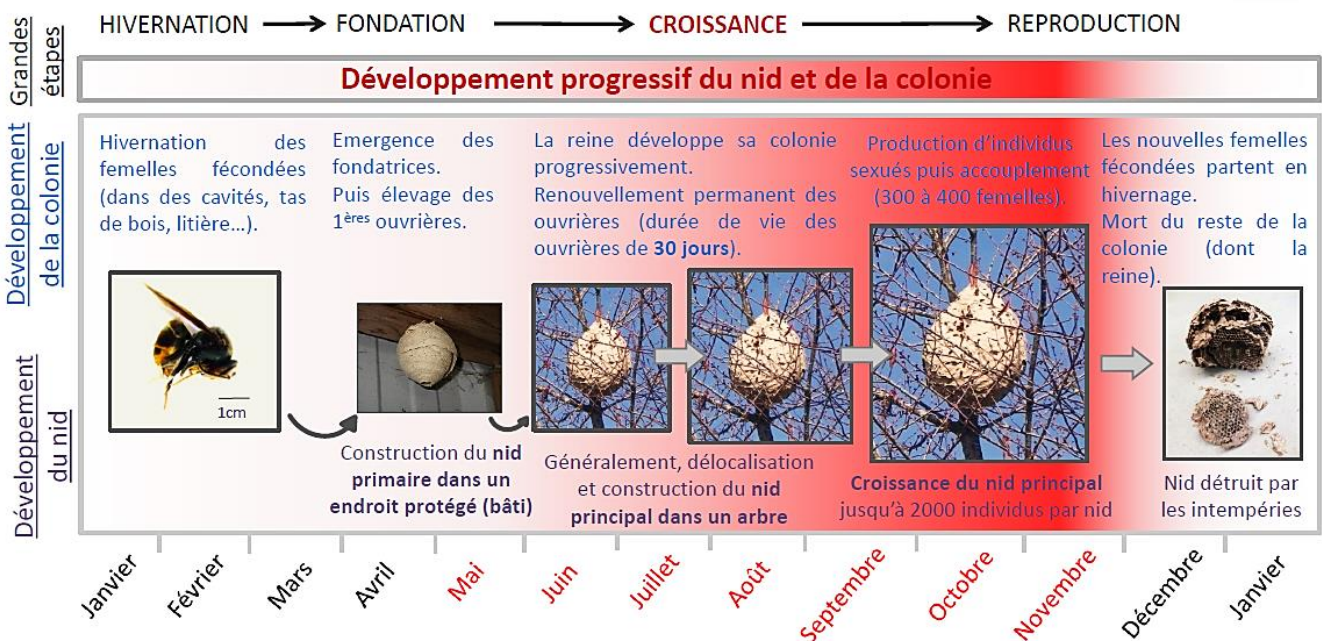 Grandes
étapes
HIVERNATION
FONDATION
CROISSANCE
REPRODUCTION
Développement progressif du nid et de la colonie
Développement
de la colonie
Hivernation des
femelles fécondées
(dans des cavités, tas
de bois, litière...).
Emergence des
fondatrices.
Puis élevage des
1ères ouvrières.
La reine développe sa colonie
progressivement.
Renouvellement permanent des
ouvrières (durée de vie des
ouvrières de 30 jours).
Production d'individus
sexués puis accouplement
(300 à 400 femelles).
Les nouvelles femelles
fécondées partent en
hivernage.
Mort du reste de la
colonie (dont la
reine).
Développement
du nid
1cm
Construction du nid
primaire dans un
endroit protégé (bâti)
Généralement, délocalisation
et construction du nid
principal dans un arbre
Croissance du nid principal
jusqu'à 2000 individus par nid
Nid détruit par
les intempéries
Janvier
Février
Mars
Avril
Mai
Juin
Juillet
Août
Septembre
Octobre
Novembre
Décembre
Janvier